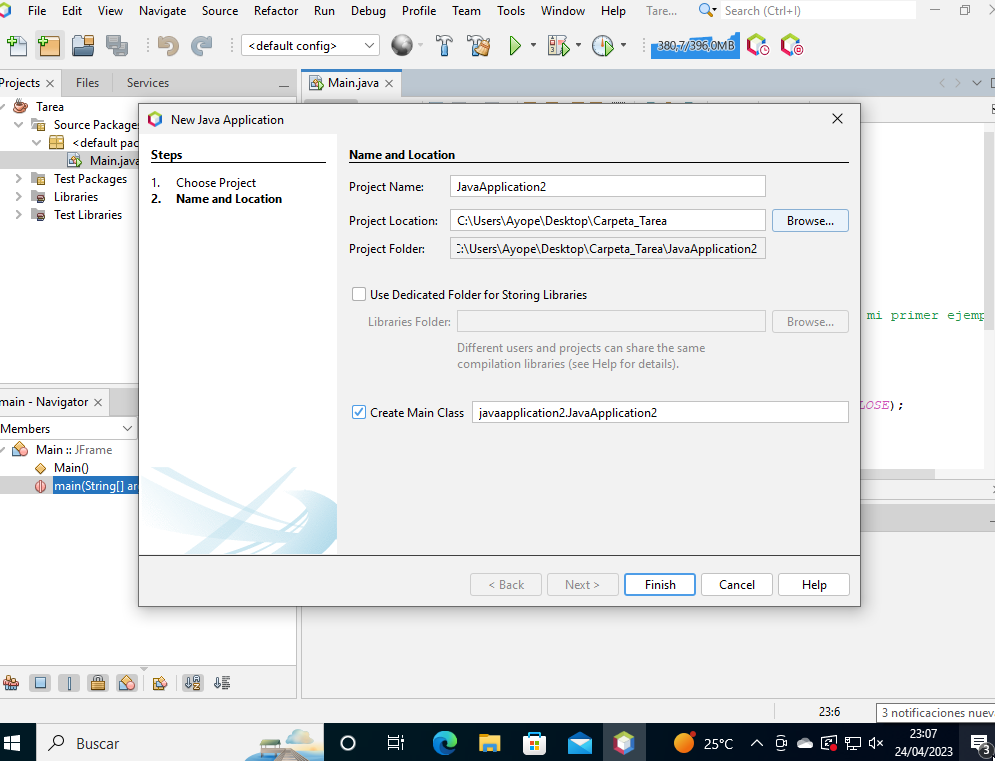 File Edit View Navigate Source Refactor Run Debug Profile Team Tools Window Help Tare... Search (Ctrl+I)
<default config> 380,7/396,0MB
Projects Files Services Main.java
Tarea
Source Package
<default pac
Main.java
Test Packages
Libraries
Test Libraries
main - Navigator
Members
Main :: JFrame
Main()
main(String[] ar
New Java Application
Steps
1. Choose Project
2. Name and Location
Name and Location
Project Name: JavaApplication2
Project Location: C:\Users\Ayope\Desktop\Carpeta_Tarea Browse...
Project Folder: C:\Users\Ayope\Desktop\Carpeta_Tarea\JavaApplication2
Use Dedicated Folder for Storing Libraries
Libraries Folder: Browse...
Different users and projects can share the same
compilation libraries (see Help for details).
Create Main Class javaapplication2.JavaApplication2
< Back Next > Finish Cancel Help
mi primer ejemp
LOSE);
23:6 3 notificaciones nuev
Buscar 25°C 23:07
24/04/2023 3